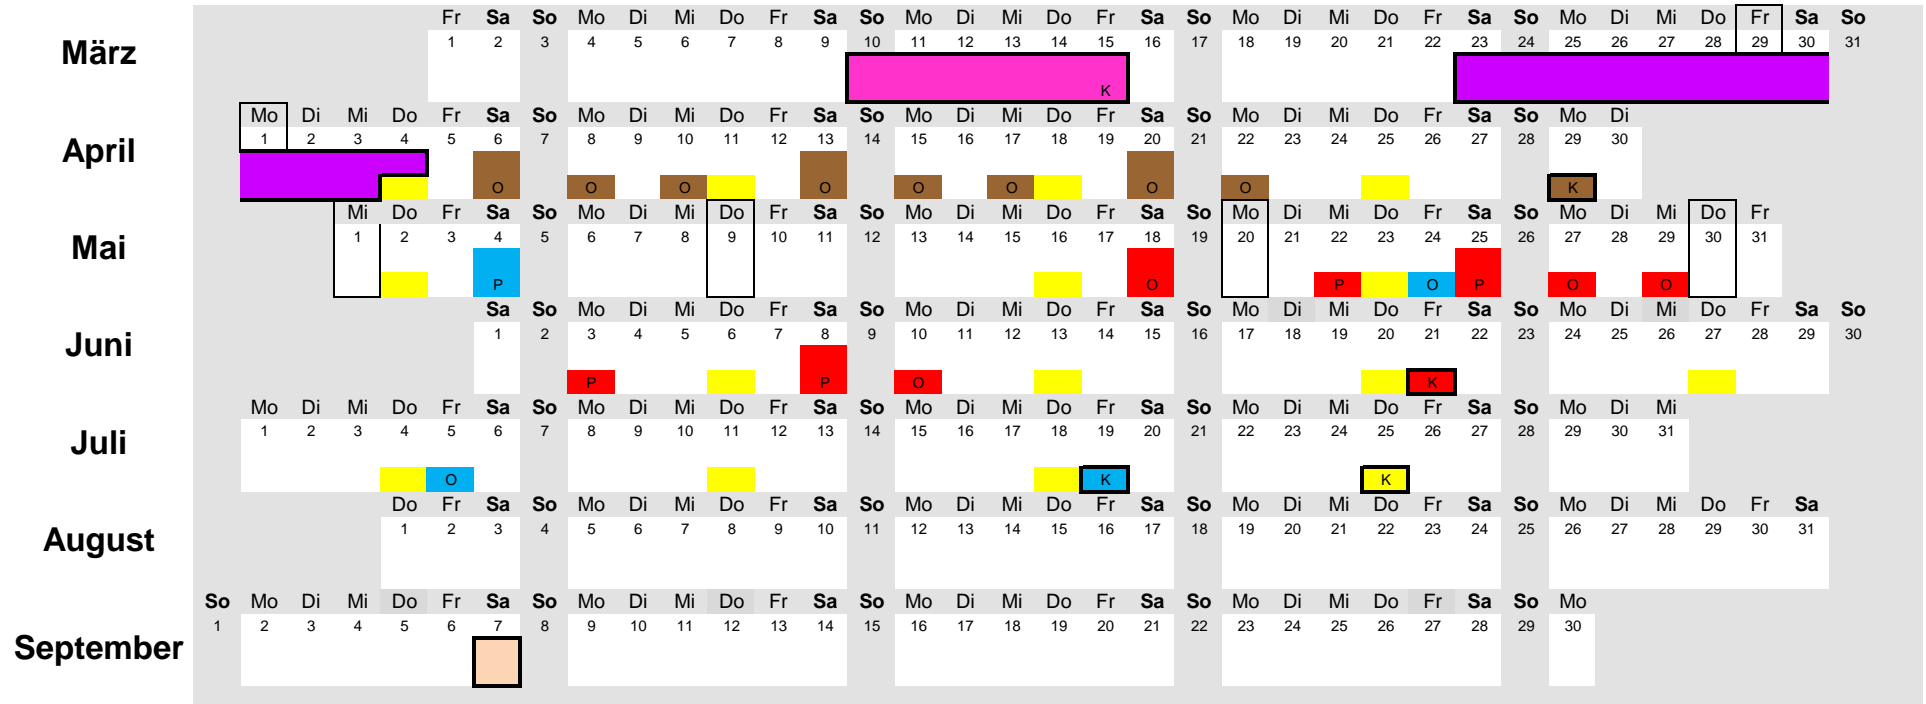 Fr Sa So Mo Di Mi Do Fr Sa So Mo Di Mi Do Fr Sa So Mo Di Mi Do Fr Sa So Mo Di Mi Do Fr Sa So
März
1 2 3 4 5 6 7 8 9 10 11 12 13 14 15 16 17 18 19 20 21 22 23 24 25 26 27 28 29 30 31
K
Mo Di Mi Do Fr Sa So Mo Di Mi Do Fr Sa So Mo Di Mi Do Fr Sa So Mo Di Mi Do Fr Sa So Mo Di
April
1 2 3 4 5 6 7 8 9 10 11 12 13 14 15 16 17 18 19 20 21 22 23 24 25 26 27 28 29 30
O O O O O O O O K
Mi Do Fr Sa So Mo Di Mi Do Fr Sa So Mo Di Mi Do Fr Sa So Mo Di Mi Do Fr Sa So Mo Di Mi Do Fr
Mai
1 2 3 4 5 6 7 8 9 10 11 12 13 14 15 16 17 18 19 20 21 22 23 24 25 26 27 28 29 30 31
P O P O P O O
Sa So Mo Di Mi Do Fr Sa So Mo Di Mi Do Fr Sa So Mo Di Mi Do Fr Sa So Mo Di Mi Do Fr Sa So
Juni
1 2 3 4 5 6 7 8 9 10 11 12 13 14 15 16 17 18 19 20 21 22 23 24 25 26 27 28 29 30
P P O K
Mo Di Mi Do Fr Sa So Mo Di Mi Do Fr Sa So Mo Di Mi Do Fr Sa So Mo Di Mi Do Fr Sa So Mo Di Mi
Juli
1 2 3 4 5 6 7 8 9 10 11 12 13 14 15 16 17 18 19 20 21 22 23 24 25 26 27 28 29 30 31
O K K
Do Fr Sa So Mo Di Mi Do Fr Sa So Mo Di Mi Do Fr Sa So Mo Di Mi Do Fr Sa So Mo Di Mi Do Fr Sa
August
1 2 3 4 5 6 7 8 9 10 11 12 13 14 15 16 17 18 19 20 21 22 23 24 25 26 27 28 29 30 31
So Mo Di Mi Do Fr Sa So Mo Di Mi Do Fr Sa So Mo Di Mi Do Fr Sa So Mo Di Mi Do Fr Sa So Mo
September
1 2 3 4 5 6 7 8 9 10 11 12 13 14 15 16 17 18 19 20 21 22 23 24 25 26 27 28 29 30